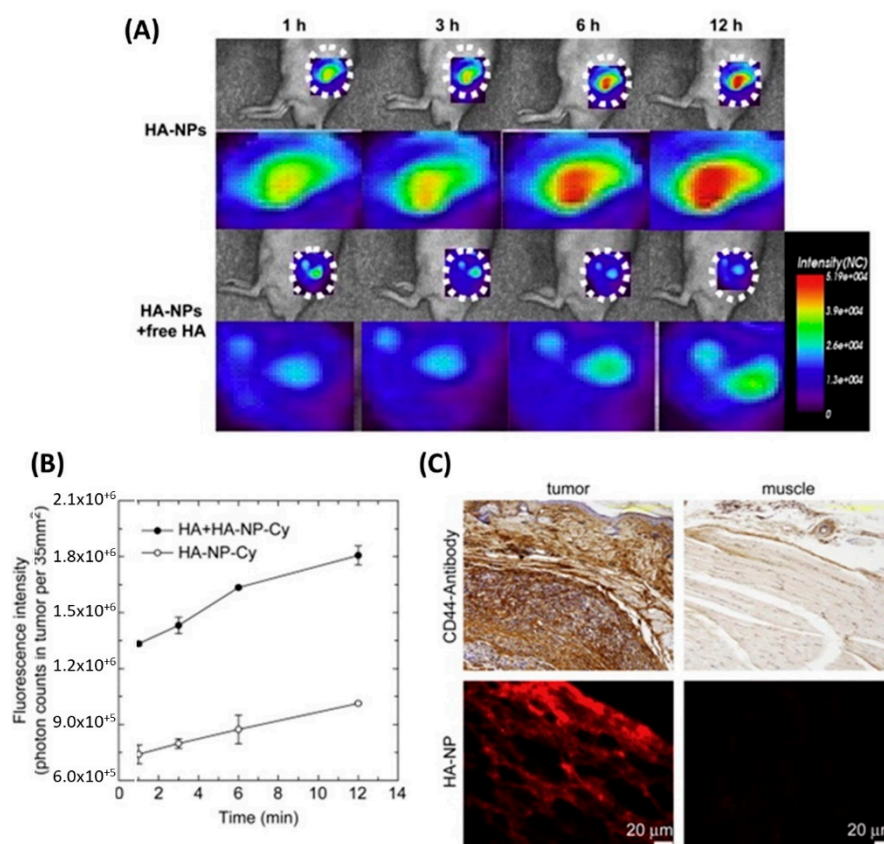 (A)
1 h 3 h 6 h 12 h
HA-NPs
HA-NPs
+free HA
Intensity(NC)
5.19e+004
3.9e+004
2.6e+004
1.3e+004
0
(B)
Fluorescence intensity
(photon counts in tumor per 35mm²)
2.1x10+6
1.8x10+6
1.5x10+6
1.2x10+6
9.0x10+5
6.0x10+5
HA+HA-NP-Cy
HA-NP-Cy
0 2 4 6 8 10 12 14
Time (min)
(C)
tumor muscle
CD44-Antibody
HA-NP
20 μm 20 μm